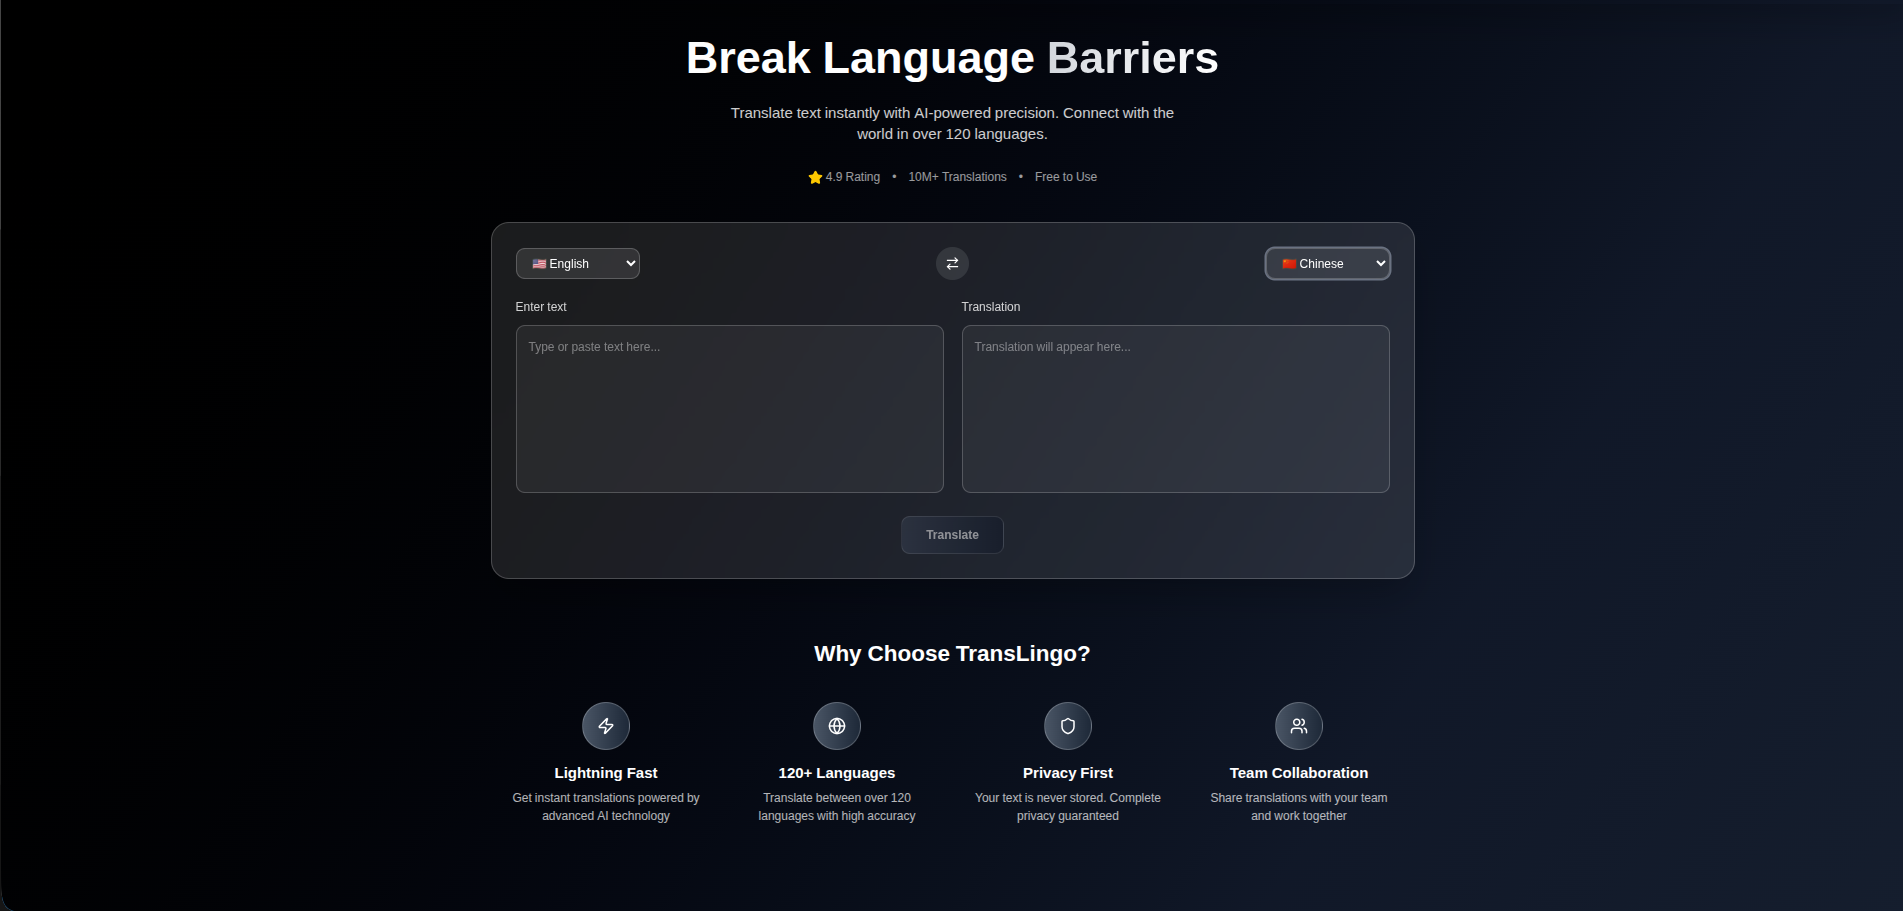 Break Language Barriers
Translate text instantly with AI-powered precision. Connect with the
world in over 120 languages.
⭐ 4.9 Rating • 10M+ Translations • Free to Use
🇺🇸 English
🇨🇳 Chinese
Enter text
Translation
Type or paste text here...
Translation will appear here...
Translate
Why Choose TransLingo?
Lightning Fast
Get instant translations powered by
advanced AI technology
120+ Languages
Translate between over 120
languages with high accuracy
Privacy First
Your text is never stored. Complete
privacy guaranteed
Team Collaboration
Share translations with your team
and work together